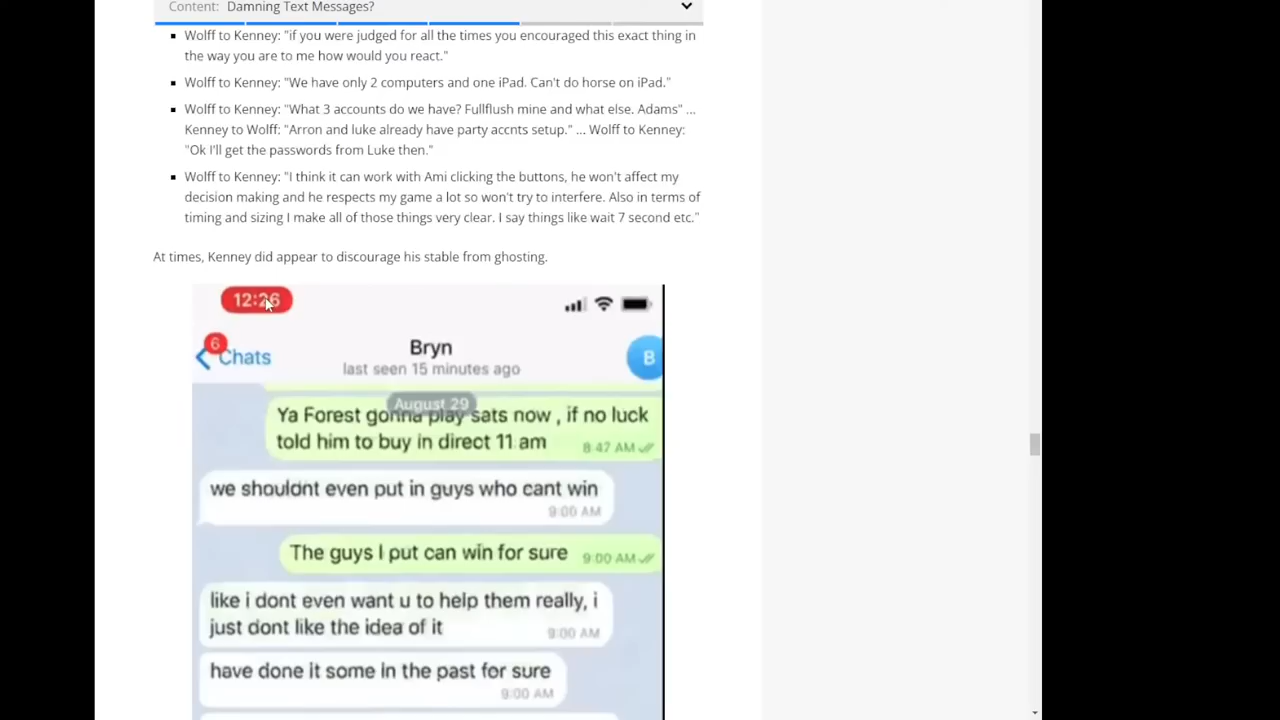 Content: Damning Text Messages?
Wolff to Kenney: "if you were judged for all the times you encouraged this exact thing in
the way you are to me how would you react."
Wolff to Kenney: "We have only 2 computers and one iPad. Can't do horse on iPad."
Wolff to Kenney: "What 3 accounts do we have? Fullflush mine and what else. Adams" ...
Kenney to Wolff: "Arron and luke already have party accnts setup." ... Wolff to Kenney:
"Ok I'll get the passwords from Luke then."
Wolff to Kenney: "I think it can work with Ami clicking the buttons, he won't affect my
decision making and he respects my game a lot so won't try to interfere. Also in terms of
timing and sizing I make all of those things very clear. I say things like wait 7 second etc."
At times, Kenney did appear to discourage his stable from ghosting.
12:26
6
Chats
Bryn
last seen 15 minutes ago
B
August 29
Ya Forest gonna play sats now , if no luck
told him to buy in direct 11 am
8:47 AM
we shouldnt even put in guys who cant win
9:00 AM
The guys I put can win for sure
9:00 AM
like i dont even want u to help them really, i
just dont like the idea of it
9:00 AM
have done it some in the past for sure
9:00 AM